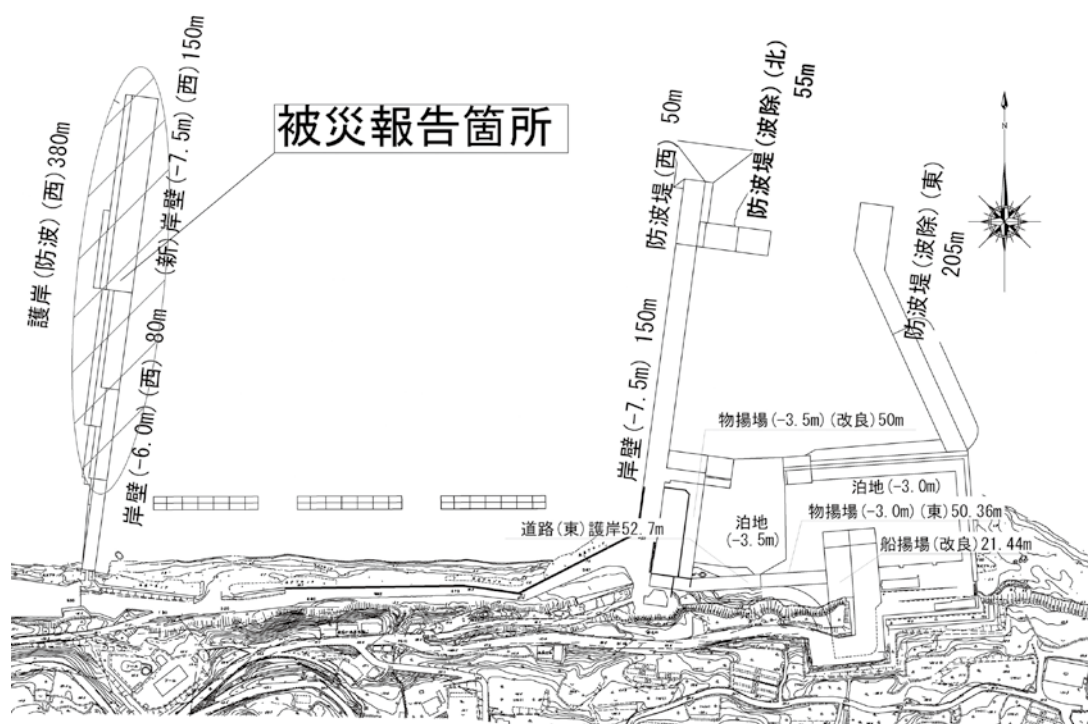 護岸(防波)(西)380m
(新)岸壁(-7.5m)(西)150m
被災報告箇所
岸壁(-6.0m)(西) 80m
防波堤(西) 50m
防波堤(波除)(北)
55m
防波堤(波除)(東)
205m
N
岸壁(-7.5m) 150m
物揚場(-3.5m)(改良)50m
泊地(-3.0m)
物揚場(-3.0m)(東)50.36m
泊地
(-3.5m)
道路(東)護岸52.7m
船揚場(改良)21.44m